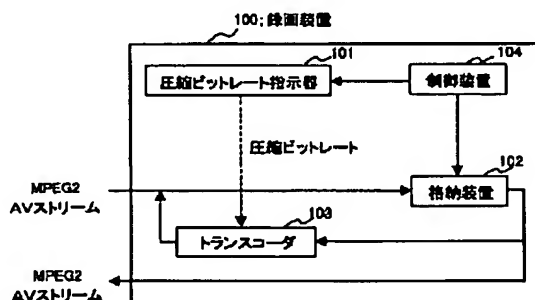 100;録画装置
101
圧縮ビットレート指示器
104
制御装置
圧縮ビットレート
102
格納装置
MPEG2
AVストリーム
103
トランスコーダ
MPEG2
AVストリーム